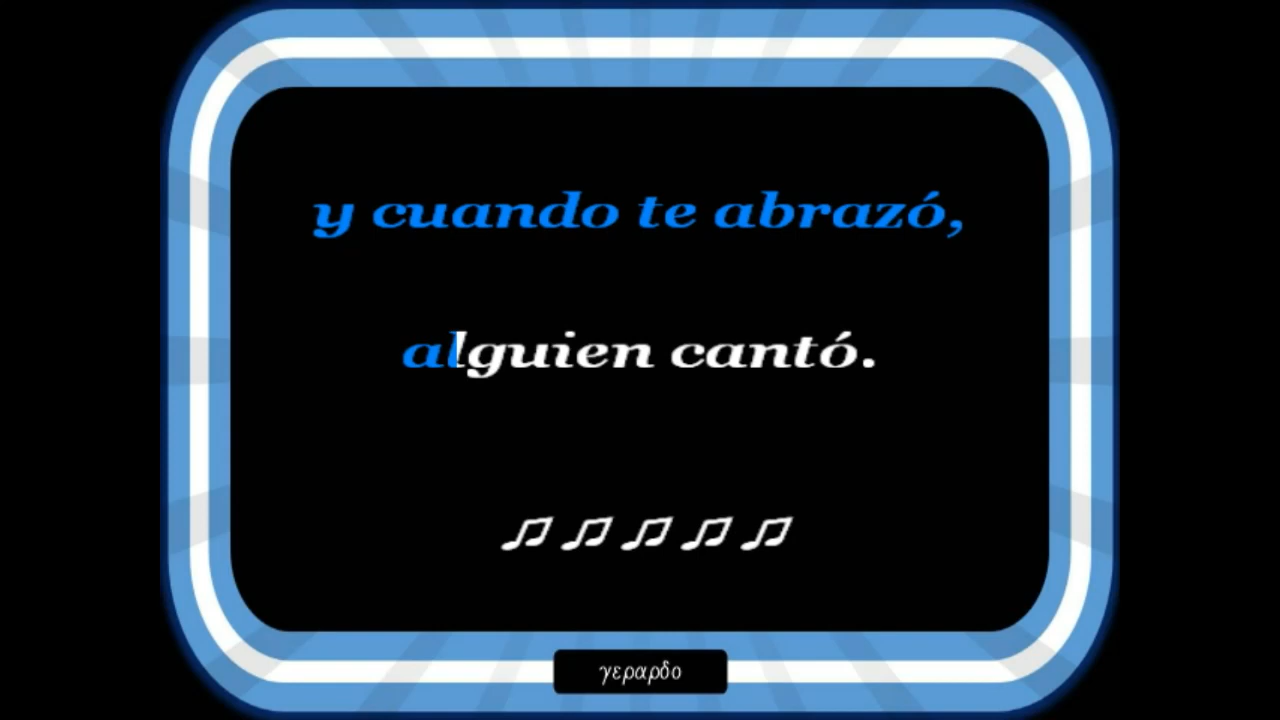 y cuando te abrazó,
alguien cantó.
♫ ♫ ♫ ♫ ♫
γεραρδο